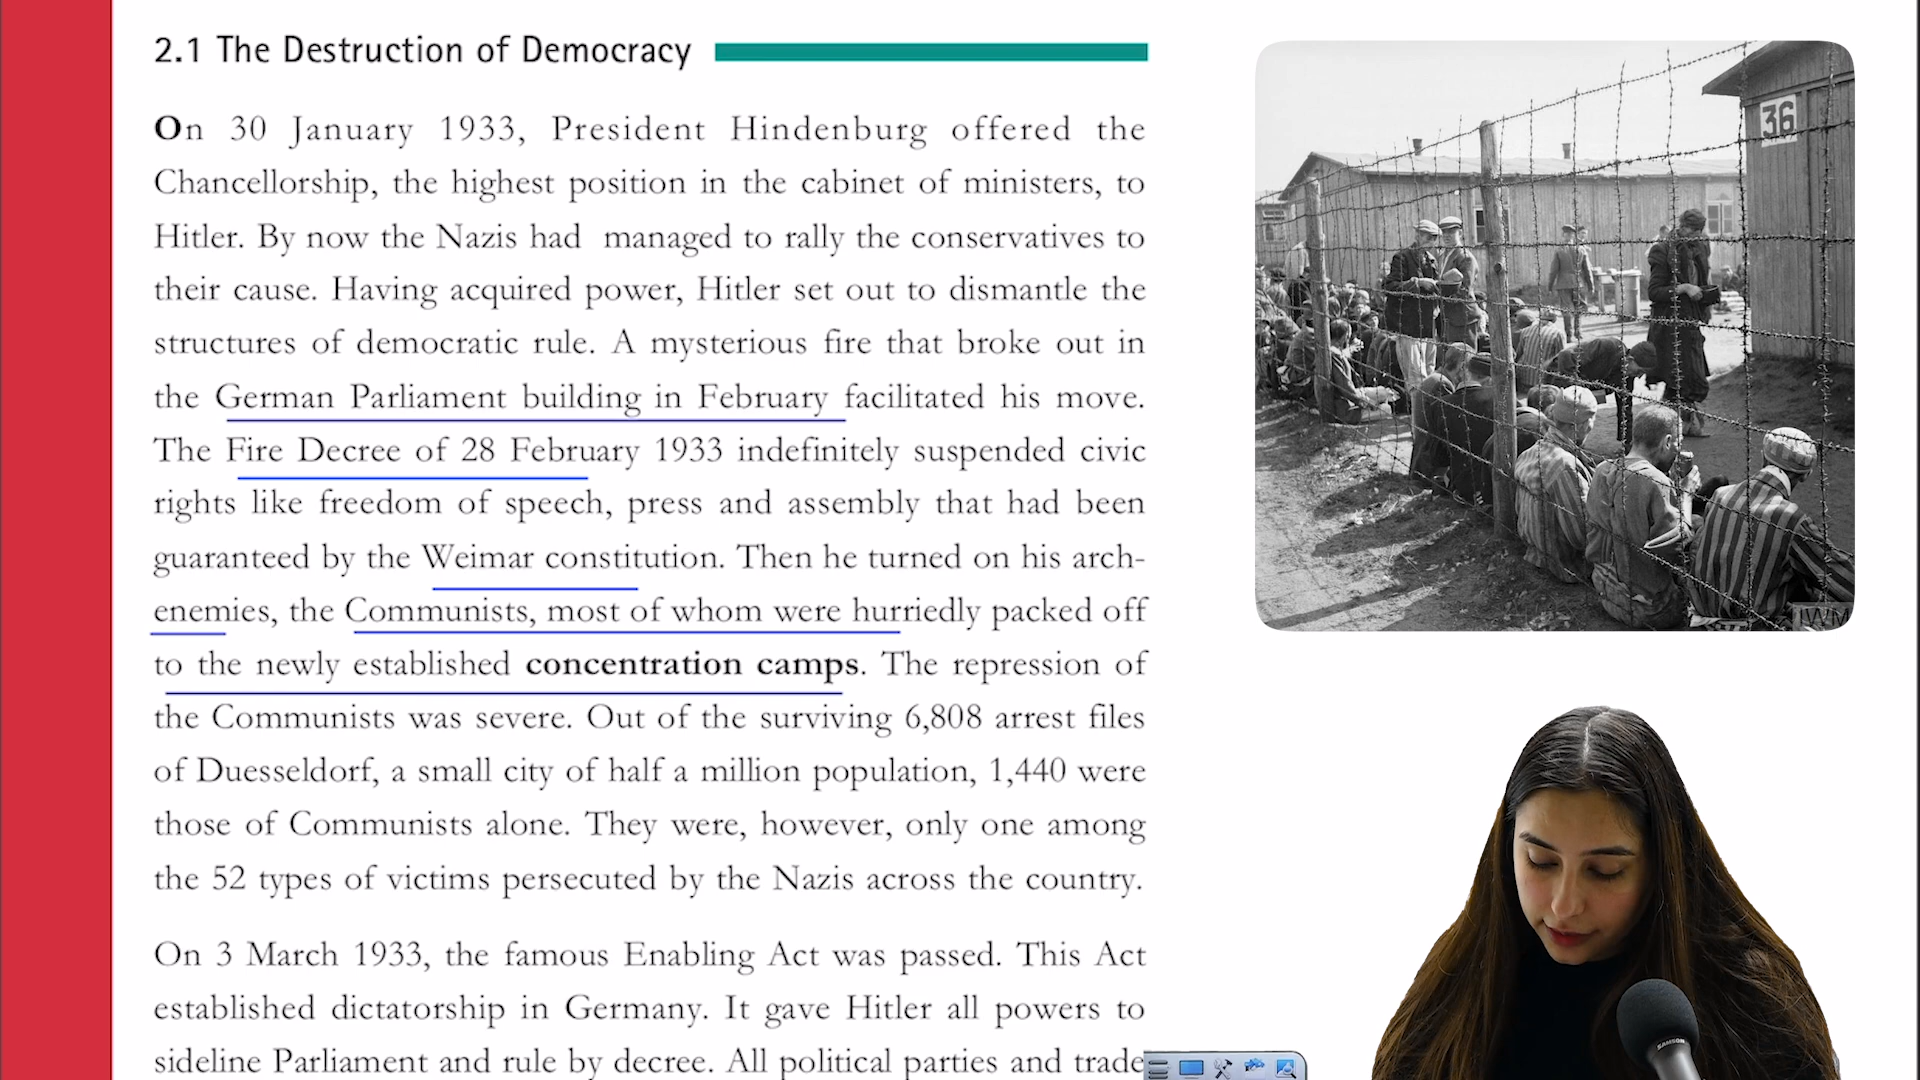 2.1 The Destruction of Democracy
On 30 January 1933, President Hindenburg offered the
Chancellorship, the highest position in the cabinet of ministers, to
Hitler. By now the Nazis had managed to rally the conservatives to
their cause. Having acquired power, Hitler set out to dismantle the
structures of democratic rule. A mysterious fire that broke out in
the German Parliament building in February facilitated his move.
The Fire Decree of 28 February 1933 indefinitely suspended civic
rights like freedom of speech, press and assembly that had been
guaranteed by the Weimar constitution. Then he turned on his arch-
enemies, the Communists, most of whom were hurriedly packed off
to the newly established concentration camps. The repression of
the Communists was severe. Out of the surviving 6,808 arrest files
of Duesseldorf, a small city of half a million population, 1,440 were
those of Communists alone. They were, however, only one among
the 52 types of victims persecuted by the Nazis across the country.
On 3 March 1933, the famous Enabling Act was passed. This Act
established dictatorship in Germany. It gave Hitler all powers to
sideline Parliament and rule by decree. All political parties and trade
36
IWM
SAMSON